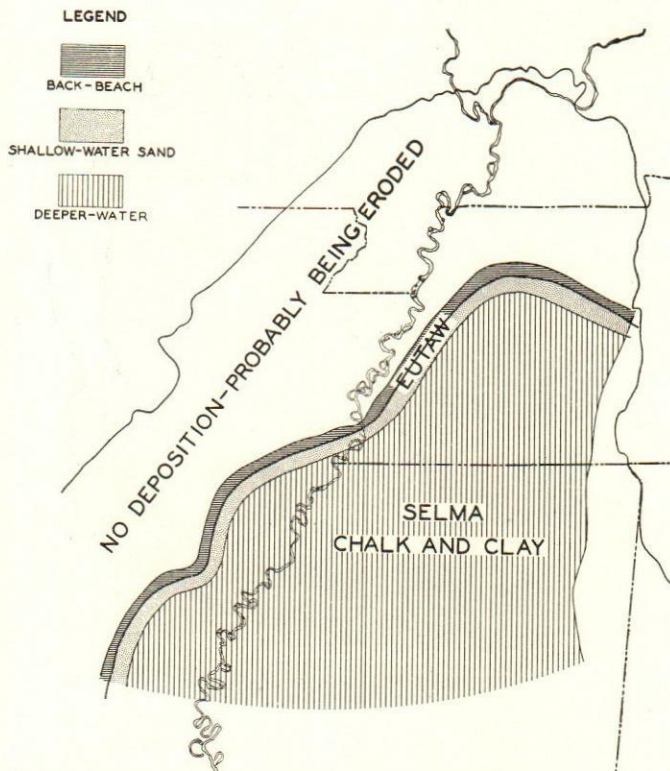 LEGEND
BACK-BEACH
SHALLOW-WATER SAND
DEEPER-WATER
NO DEPOSITION-PROBABLY BEING ERODED
EUTAW
SELMA
CHALK AND CLAY